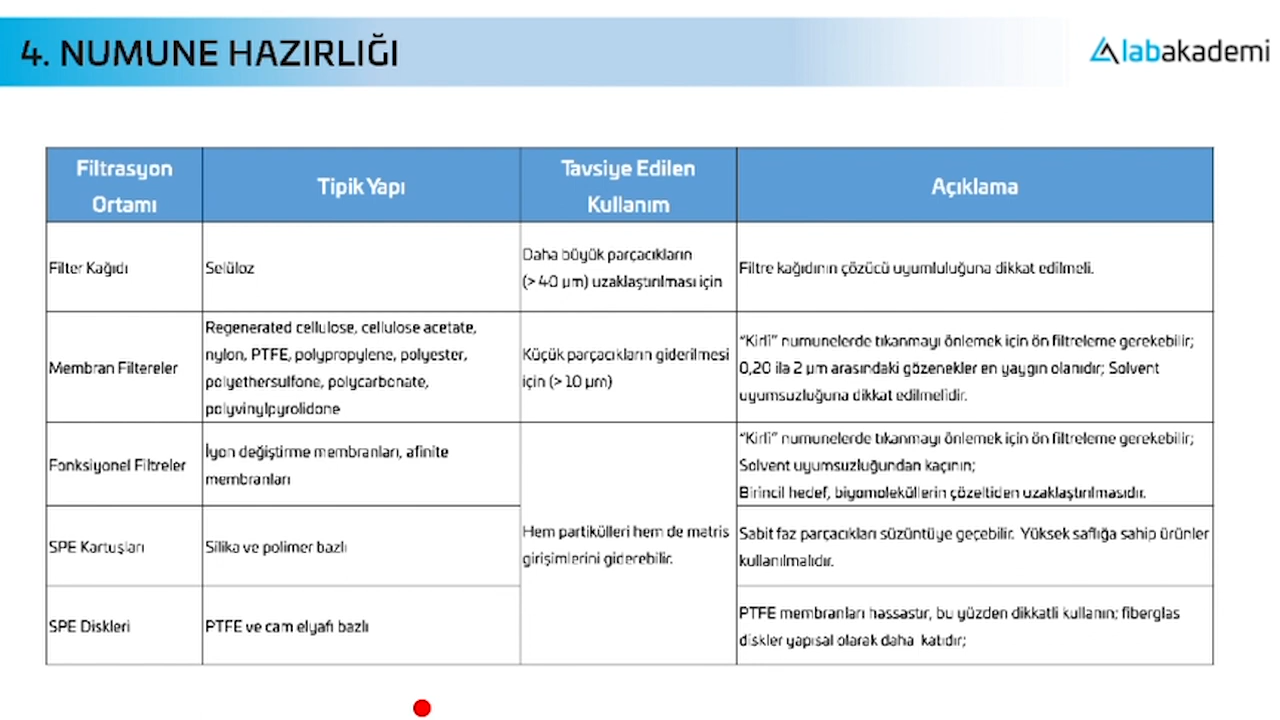 4. NUMUNE HAZIRLIĞI
labakademi
Filtrasyon
Ortamı
Tipik Yapı
Tavsiye Edilen
Kullanım
Açıklama
Filter Kağıdı
Selüloz
Daha büyük parçacıkların
(> 40 µm) uzaklaştırılması için
Filtre kağıdının çözücü uyumluluğuna dikkat edilmeli.
Membran Filtereler
Regenerated cellulose, cellulose acetate,
nylon, PTFE, polypropylene, polyester,
polyethersulfone, polycarbonate,
polyvinylpyrolidone
Küçük parçacıkların giderilmesi
için (> 10 µm)
"Kirli" numunelerde tıkanmayı önlemek için ön filtreleme gerekebilir;
0,20 ila 2 µm arasındaki gözenekler en yaygın olanıdır; Solvent
uyumsuzluğuna dikkat edilmelidir.
Fonksiyonel Filtreler
İyon değiştirme membranları, afinite
membranları
Hem partikülleri hem de matris
girişimlerini giderebilir.
"Kirli" numunelerde tıkanmayı önlemek için ön filtreleme gerekebilir;
Solvent uyumsuzluğundan kaçının;
Birincil hedef, biyomoleküllerin çözeltiden uzaklaştırılmasıdır.
SPE Kartuşları
Silika ve polimer bazlı
Sabit faz parçacıkları süzüntüye geçebilir. Yüksek saflığa sahip ürünler
kullanılmalıdır.
SPE Diskleri
PTFE ve cam elyafı bazlı
PTFE membranları hassastır, bu yüzden dikkatli kullanın; fiberglas
diskler yapısal olarak daha katıdır;